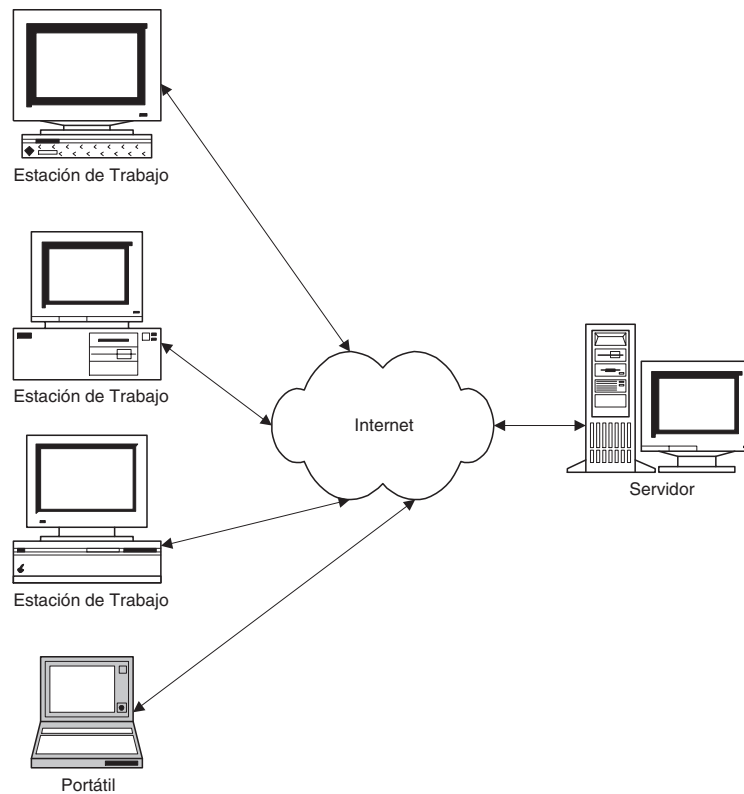 Estación de Trabajo
Estación de Trabajo
Internet
Servidor
Estación de Trabajo
Portátil